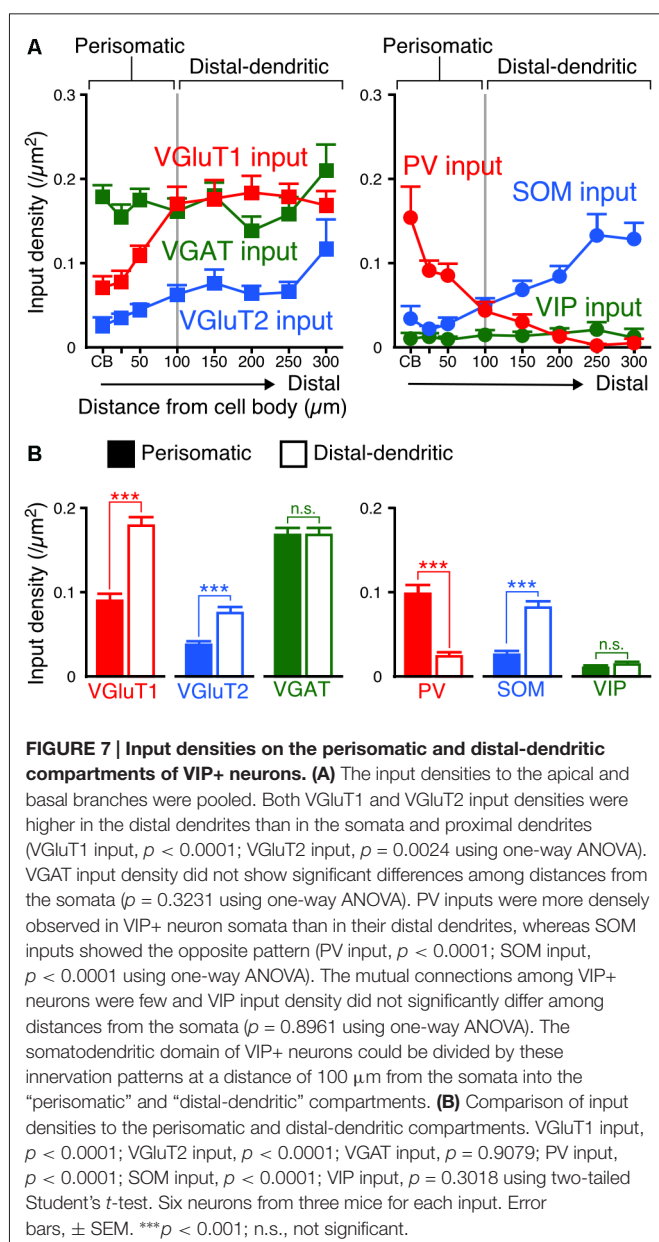 A
Perisomatic
Distal-dendritic
Perisomatic
Distal-dendritic
Input density (/μm²)
0.3
0.2
0.1
0
VGluT1 input
VGAT input
VGluT2 input
CB 50 100 150 200 250 300
Distal
Distance from cell body (μm)
0.3
0.2
0.1
0
PV input
SOM input
VIP input
CB 50 100 150 200 250 300
Distal
B
Perisomatic
Distal-dendritic
Input density (/μm²)
0.2
0.1
0
***
***
n.s.
VGluT1
VGluT2
VGAT
0.2
0.1
0
***
***
n.s.
PV
SOM
VIP
FIGURE 7 | Input densities on the perisomatic and distal-dendritic
compartments of VIP+ neurons. (A) The input densities to the apical and
basal branches were pooled. Both VGluT1 and VGluT2 input densities were
higher in the distal dendrites than in the somata and proximal dendrites
(VGluT1 input, p < 0.0001; VGluT2 input, p = 0.0024 using one-way ANOVA).
VGAT input density did not show significant differences among distances from
the somata (p = 0.3231 using one-way ANOVA). PV inputs were more densely
observed in VIP+ neuron somata than in their distal dendrites, whereas SOM
inputs showed the opposite pattern (PV input, p < 0.0001; SOM input,
p < 0.0001 using one-way ANOVA). The mutual connections among VIP+
neurons were few and VIP input density did not significantly differ among
distances from the somata (p = 0.8961 using one-way ANOVA). The
somatodendritic domain of VIP+ neurons could be divided by these
innervation patterns at a distance of 100 μm from the somata into the
“perisomatic” and “distal-dendritic” compartments. (B) Comparison of input
densities to the perisomatic and distal-dendritic compartments. VGluT1 input,
p < 0.0001; VGluT2 input, p < 0.0001; VGAT input, p = 0.9079; PV input,
p < 0.0001; SOM input, p < 0.0001; VIP input, p = 0.3018 using two-tailed
Student’s t-test. Six neurons from three mice for each input. Error
bars, ± SEM. ***p < 0.001; n.s., not significant.